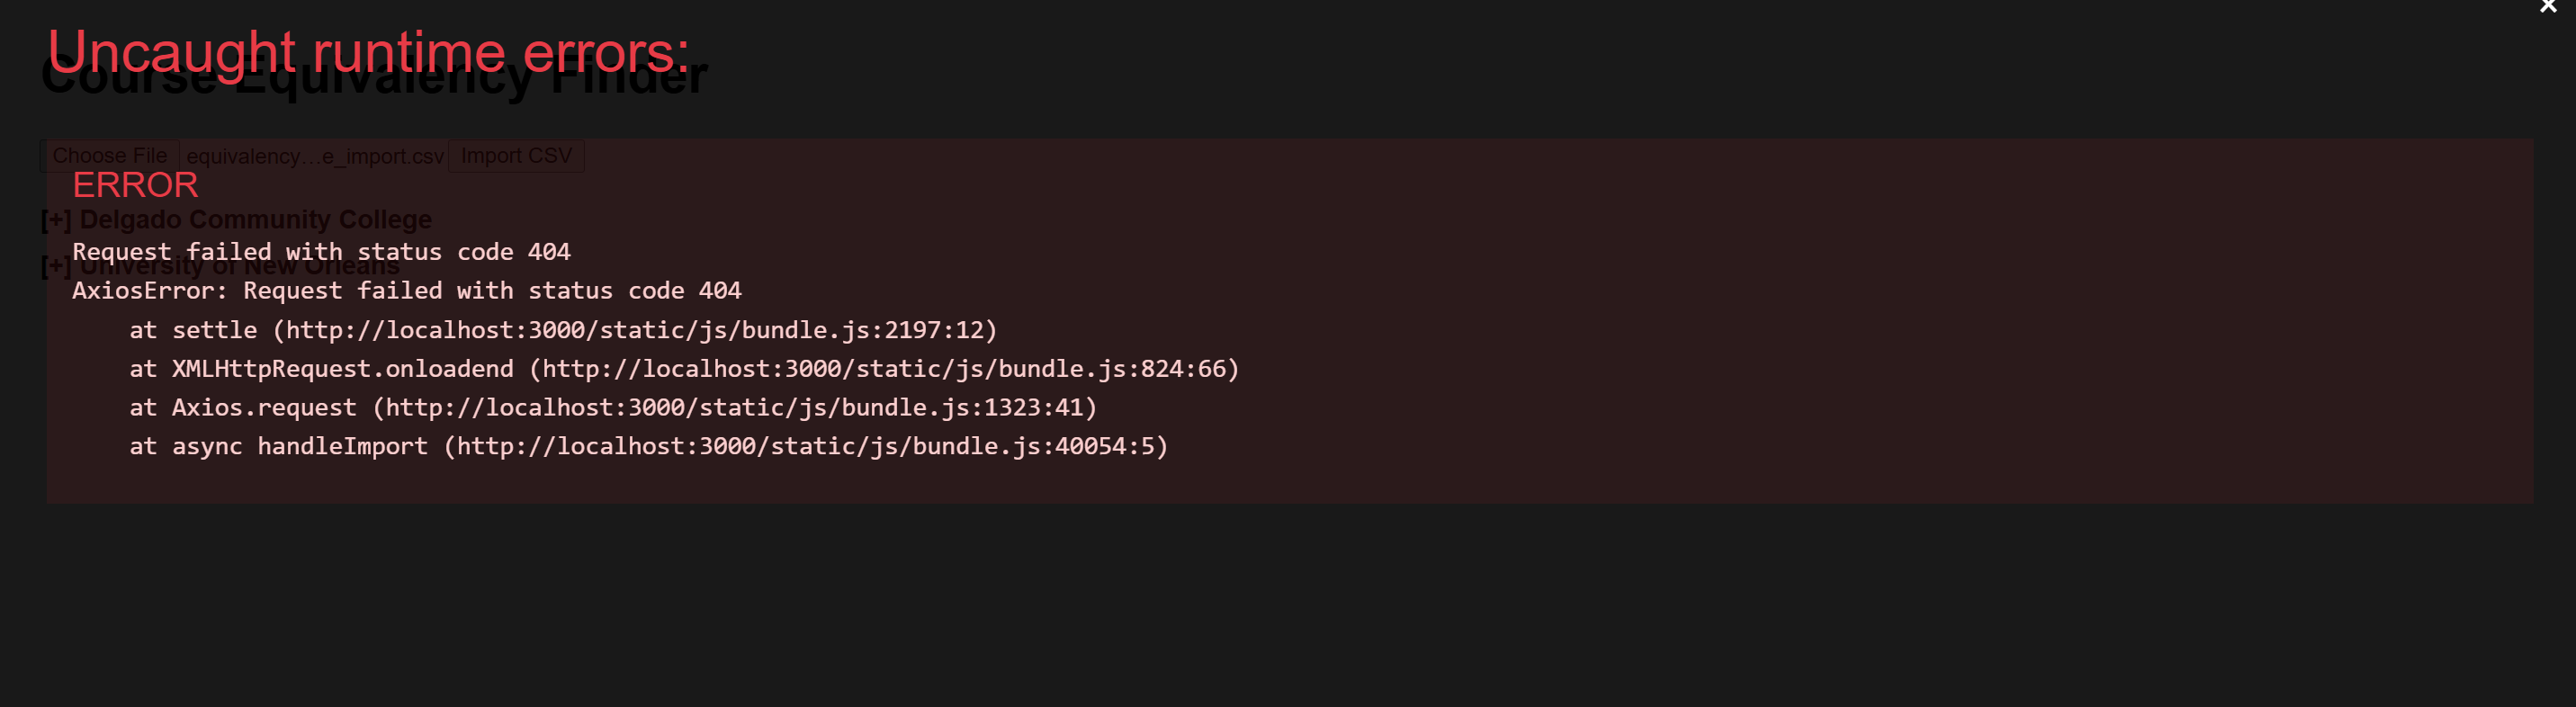 ×
Uncaught runtime errors:
Course Equivalency Finder
Choose File equivalency...e_import.csv Import CSV
ERROR
[+] Delgado Community College
Request failed with status code 404
[+] University of New Orleans
AxiosError: Request failed with status code 404
at settle (http://localhost:3000/static/js/bundle.js:2197:12)
at XMLHttpRequest.onloadend (http://localhost:3000/static/js/bundle.js:824:66)
at Axios.request (http://localhost:3000/static/js/bundle.js:1323:41)
at async handleImport (http://localhost:3000/static/js/bundle.js:40054:5)